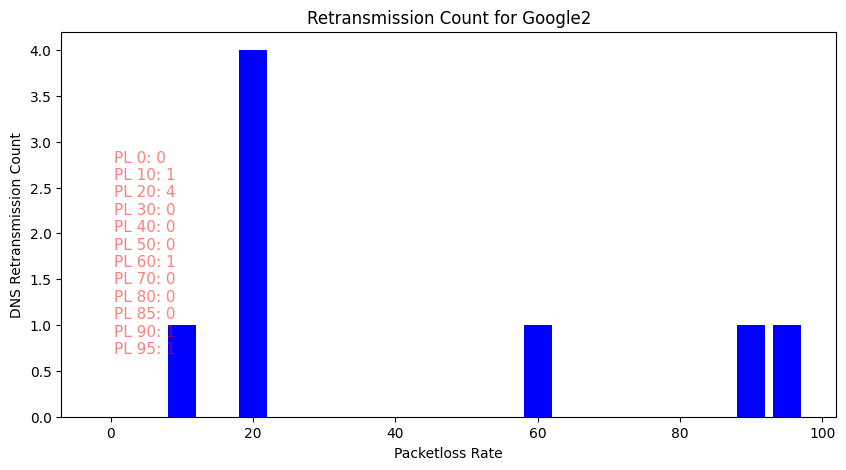 Retransmission Count for Google2
4.0
3.5
3.0
2.5
2.0
1.5
1.0
0.5
0.0
DNS Retransmission Count
PL 0: 0
PL 10: 1
PL 20: 4
PL 30: 0
PL 40: 0
PL 50: 0
PL 60: 1
PL 70: 0
PL 80: 0
PL 85: 0
PL 90: 1
PL 95: 1
0 20 40 60 80 100
Packetloss Rate